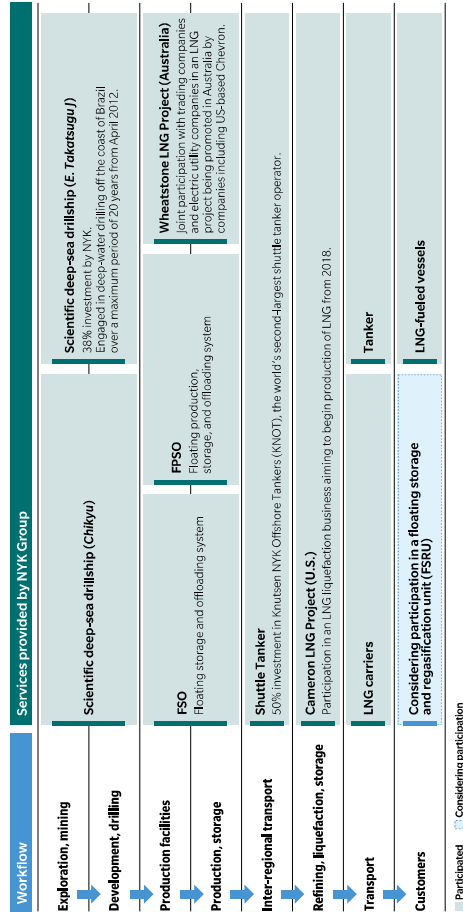 Workflow
Services provided by NYK Group
Exploration, mining
Development, drilling
Scientific deep-sea drillship (Chikyu)
Scientific deep-sea drillship (E. Takatsugu J)
38% investment by NYK.
Engaged in deep-water drilling off the coast of Brazil
over a maximum period of 20 years from April 2012.
Production facilities
Production, storage
FSO
Floating storage and offloading system
FPSO
Floating production,
storage, and offloading system
Wheatstone LNG Project (Australia)
Joint participation with trading companies
and electric utility companies in an LNG
project being promoted in Australia by
companies including US-based Chevron.
Inter-regional transport
Shuttle Tanker
50% investment in Knutsen NYK Offshore Tankers (KNOT), the world's second-largest shuttle tanker operator.
Refining, liquefaction, storage
Cameron LNG Project (U.S.)
Participation in an LNG liquefaction business aiming to begin production of LNG from 2018.
Transport
LNG carriers
Tanker
Customers
Considering participation in a floating storage
and regasification unit (FSRU)
LNG-fueled vessels
Participated
Considering participation